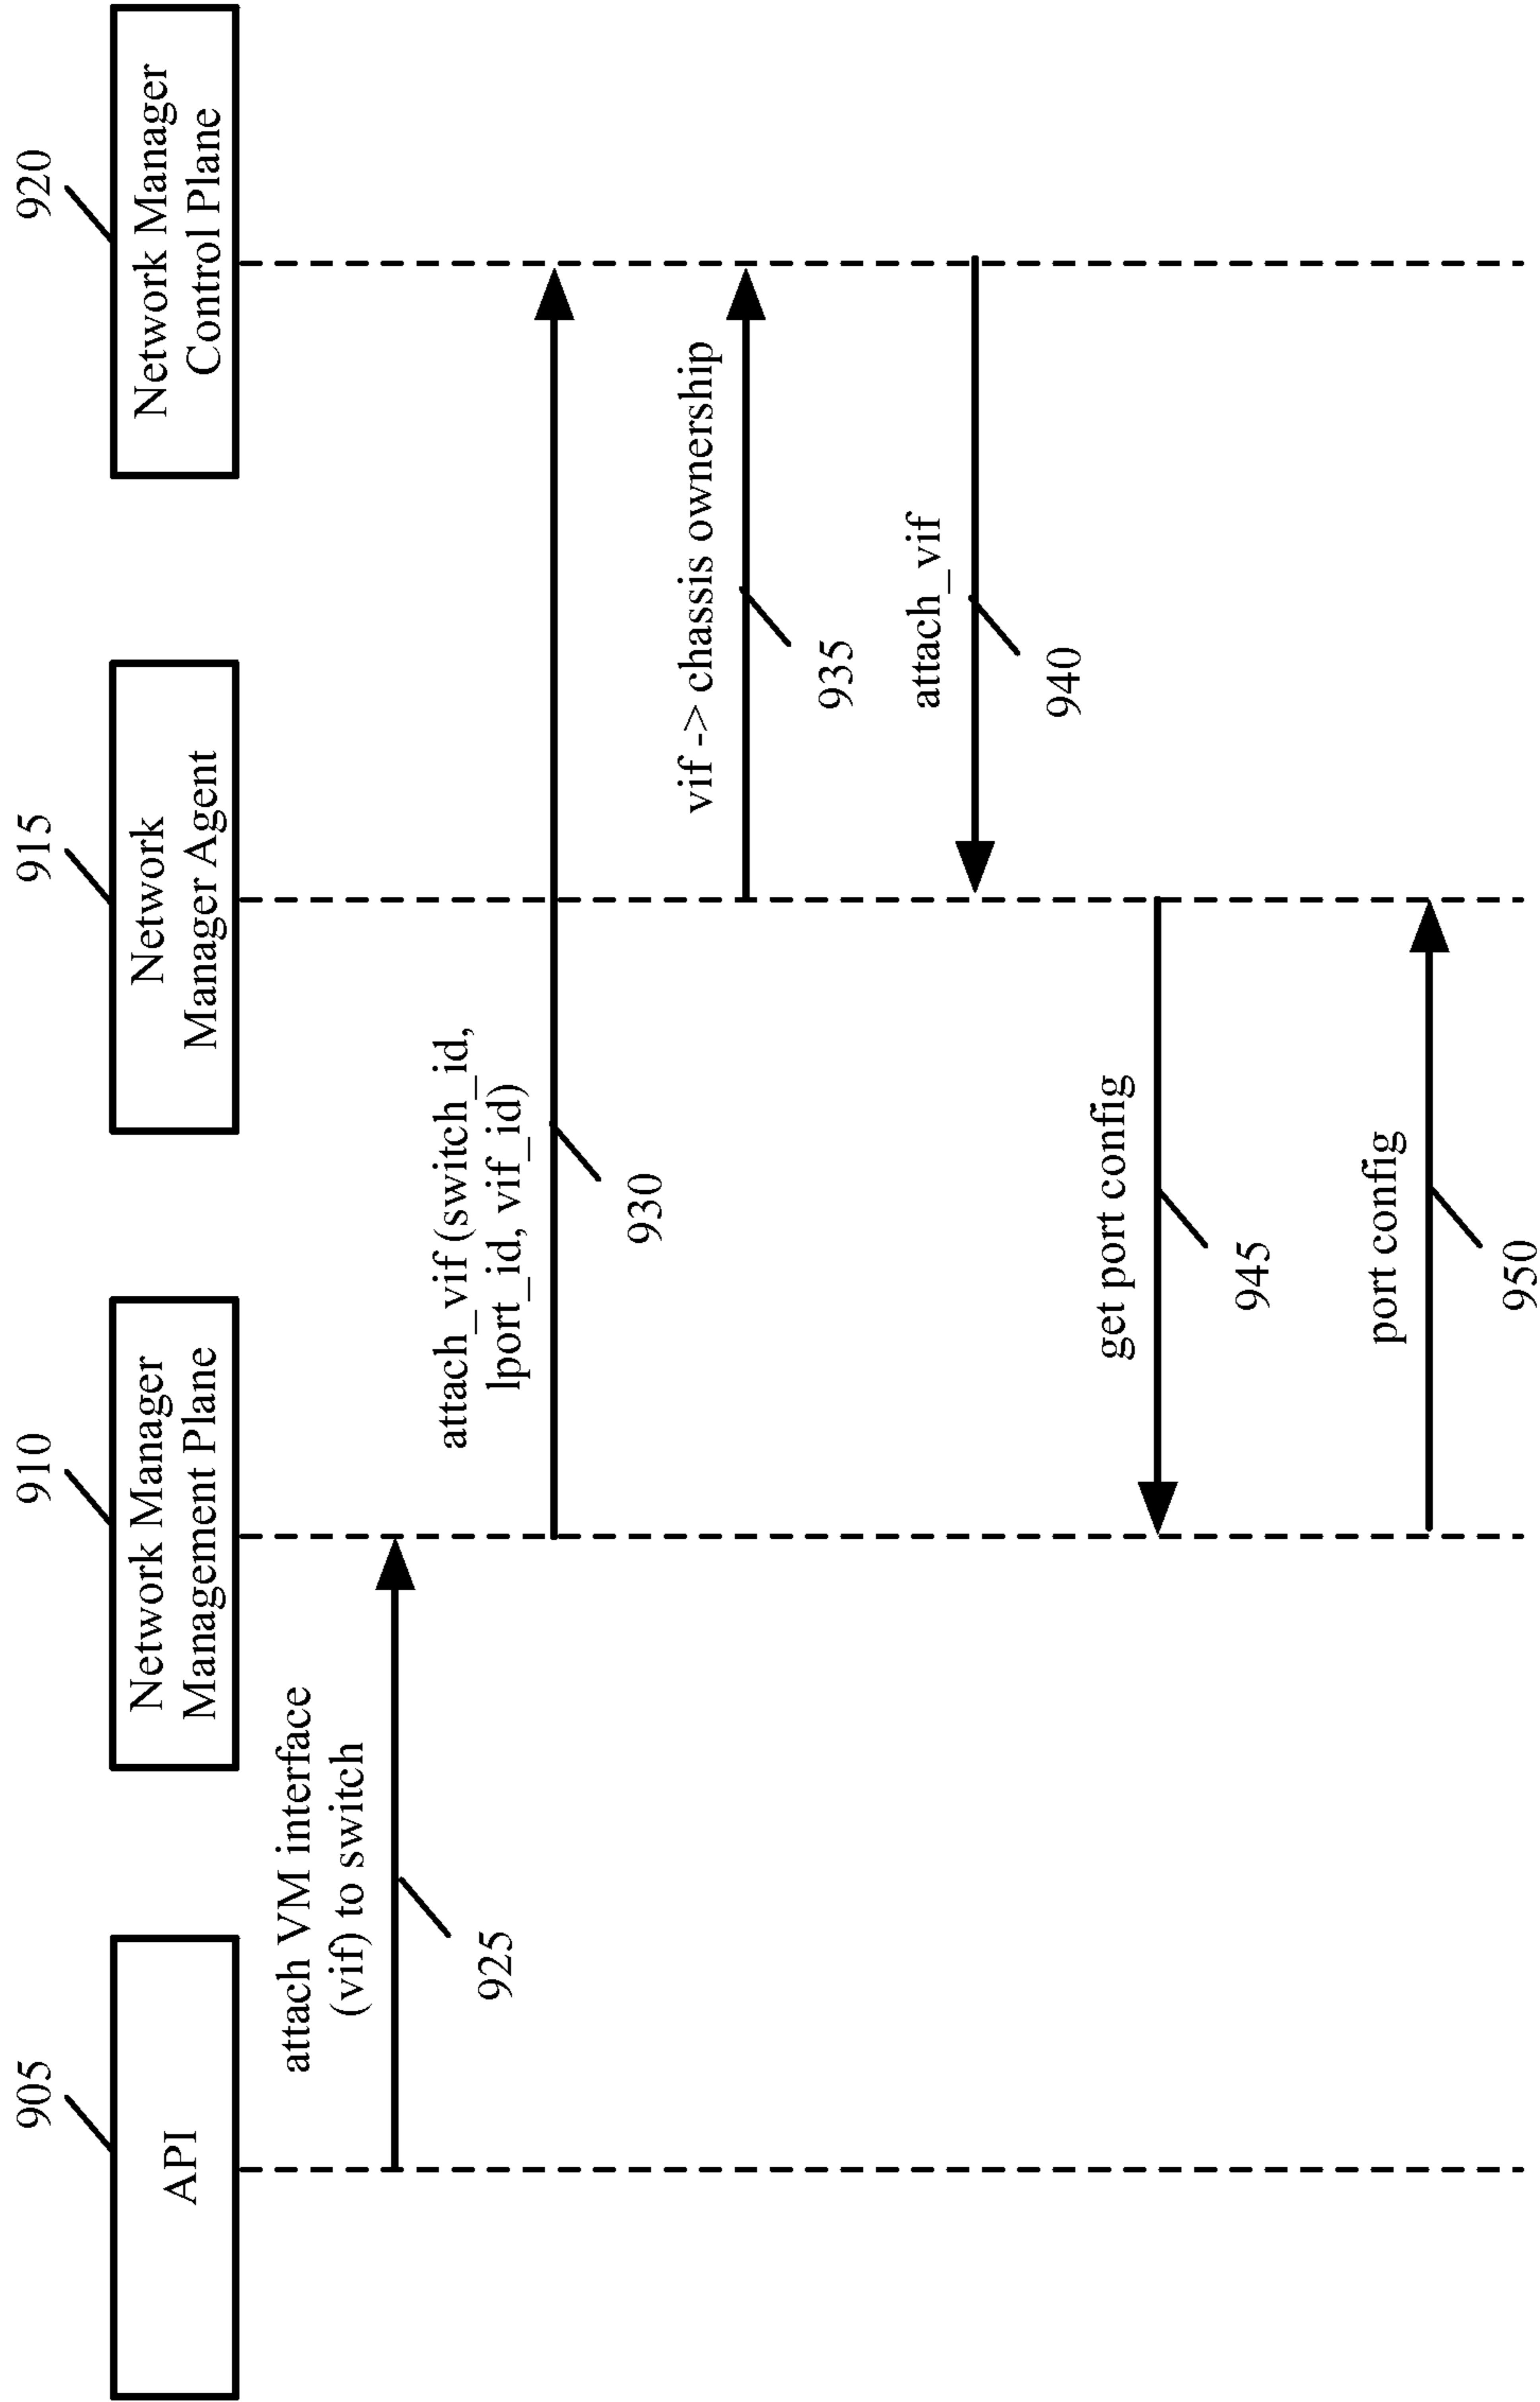 905
910
915
920
API
Network Manager
Management Plane
Network
Manager Agent
Network Manager
Control Plane
attach VM interface
(vif) to switch
925
attach_vif (switch_id,
lport_id, vif_id)
930
vif -> chassis ownership
935
attach_vif
940
get port config
945
port config
950